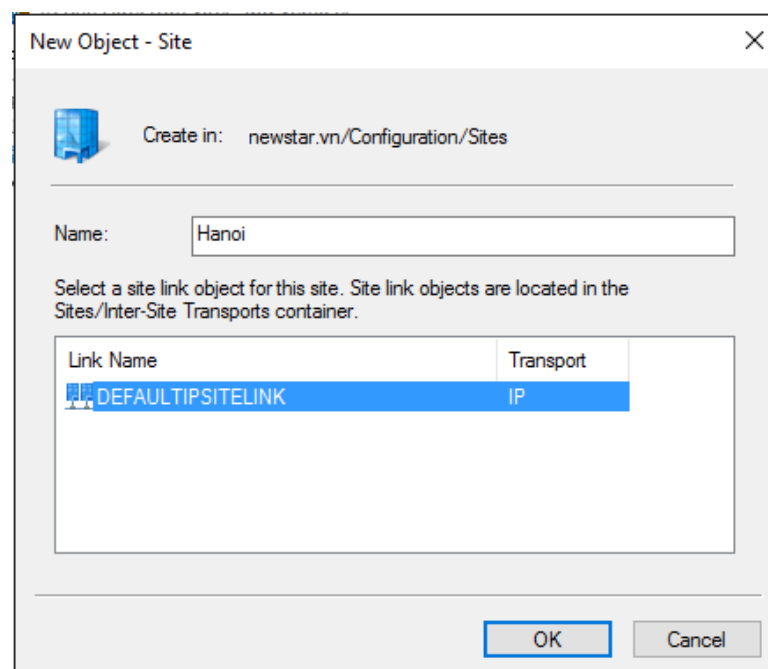 New Object - Site
Create in: newstar.vn/Configuration/Sites
Name: Hanoi
Select a site link object for this site. Site link objects are located in the
Sites/Inter-Site Transports container.
Link Name Transport
DEFAULTIPSITELINK IP
OK Cancel